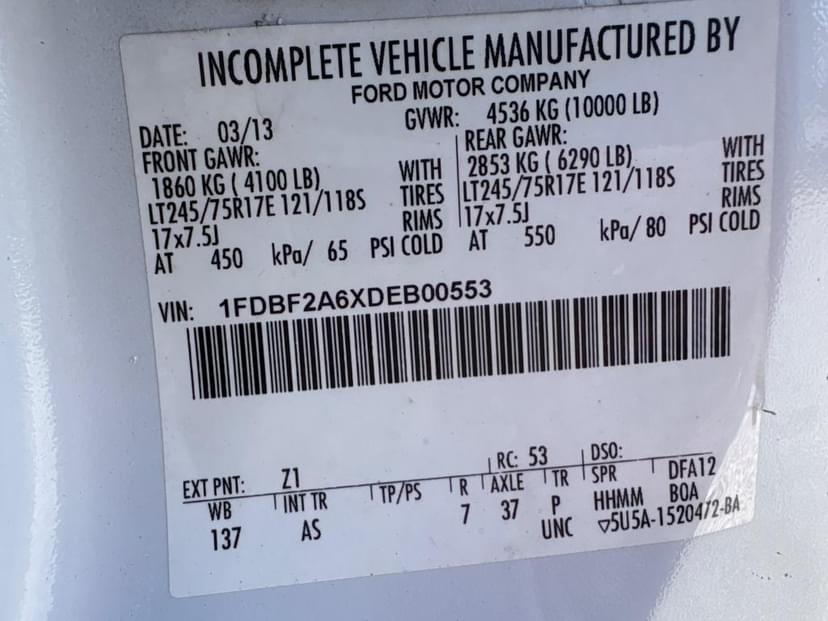 INCOMPLETE VEHICLE MANUFACTURED BY
FORD MOTOR COMPANY
DATE: 03/13 GVWR: 4536 KG (10000 LB)
FRONT GAWR: REAR GAWR:
1860 KG ( 4100 LB) WITH 2853 KG ( 6290 LB) WITH
LT245/75R17E 121/118S TIRES LT245/75R17E 121/118S TIRES
17x7.5J RIMS 17x7.5J RIMS
AT 450 kPa/ 65 PSI COLD AT 550 kPa/ 80 PSI COLD
VIN: 1FDBF2A6XDEB00553
EXT PNT: Z1 RC: 53 DSO:
WB INT TR TP/PS R AXLE TR SPR DFA12
137 AS 7 37 P HHMM BOA
UNC ▽5U5A-1520472-BA